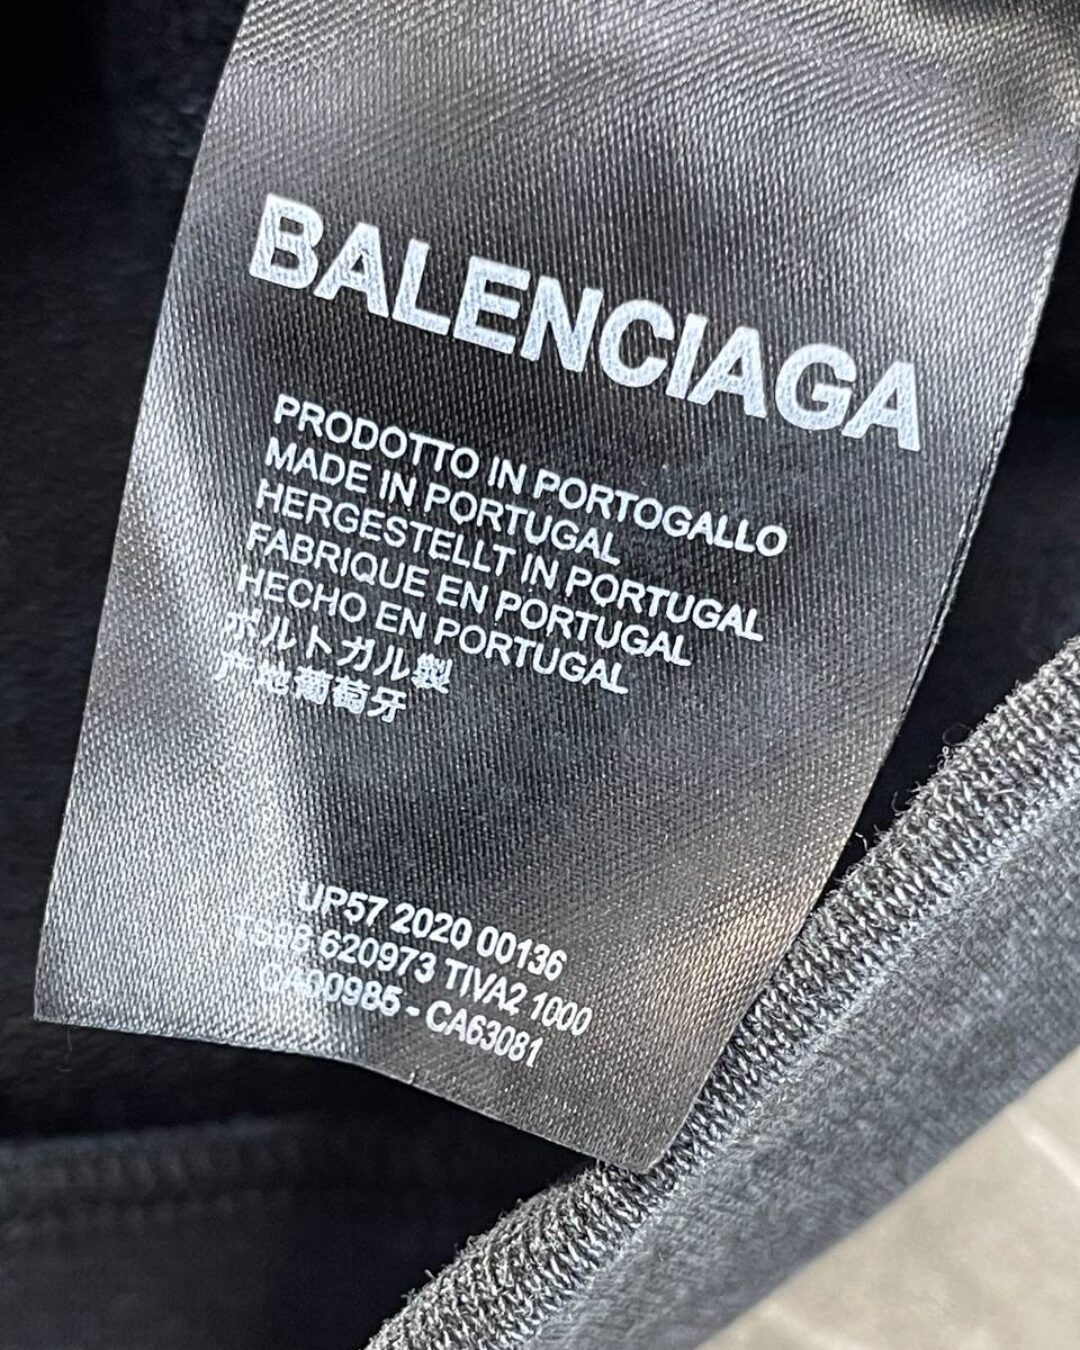 BALENCIAGA
PRODOTTO IN PORTOGALLO
MADE IN PORTUGAL
HERGESTELLT IN PORTUGAL
FABRIQUE EN PORTUGAL
HECHO EN PORTUGAL
ポルトガル製
产地葡萄牙
UP57 2020 00136
620973 TIVA2 1000
CA00985 - CA63081